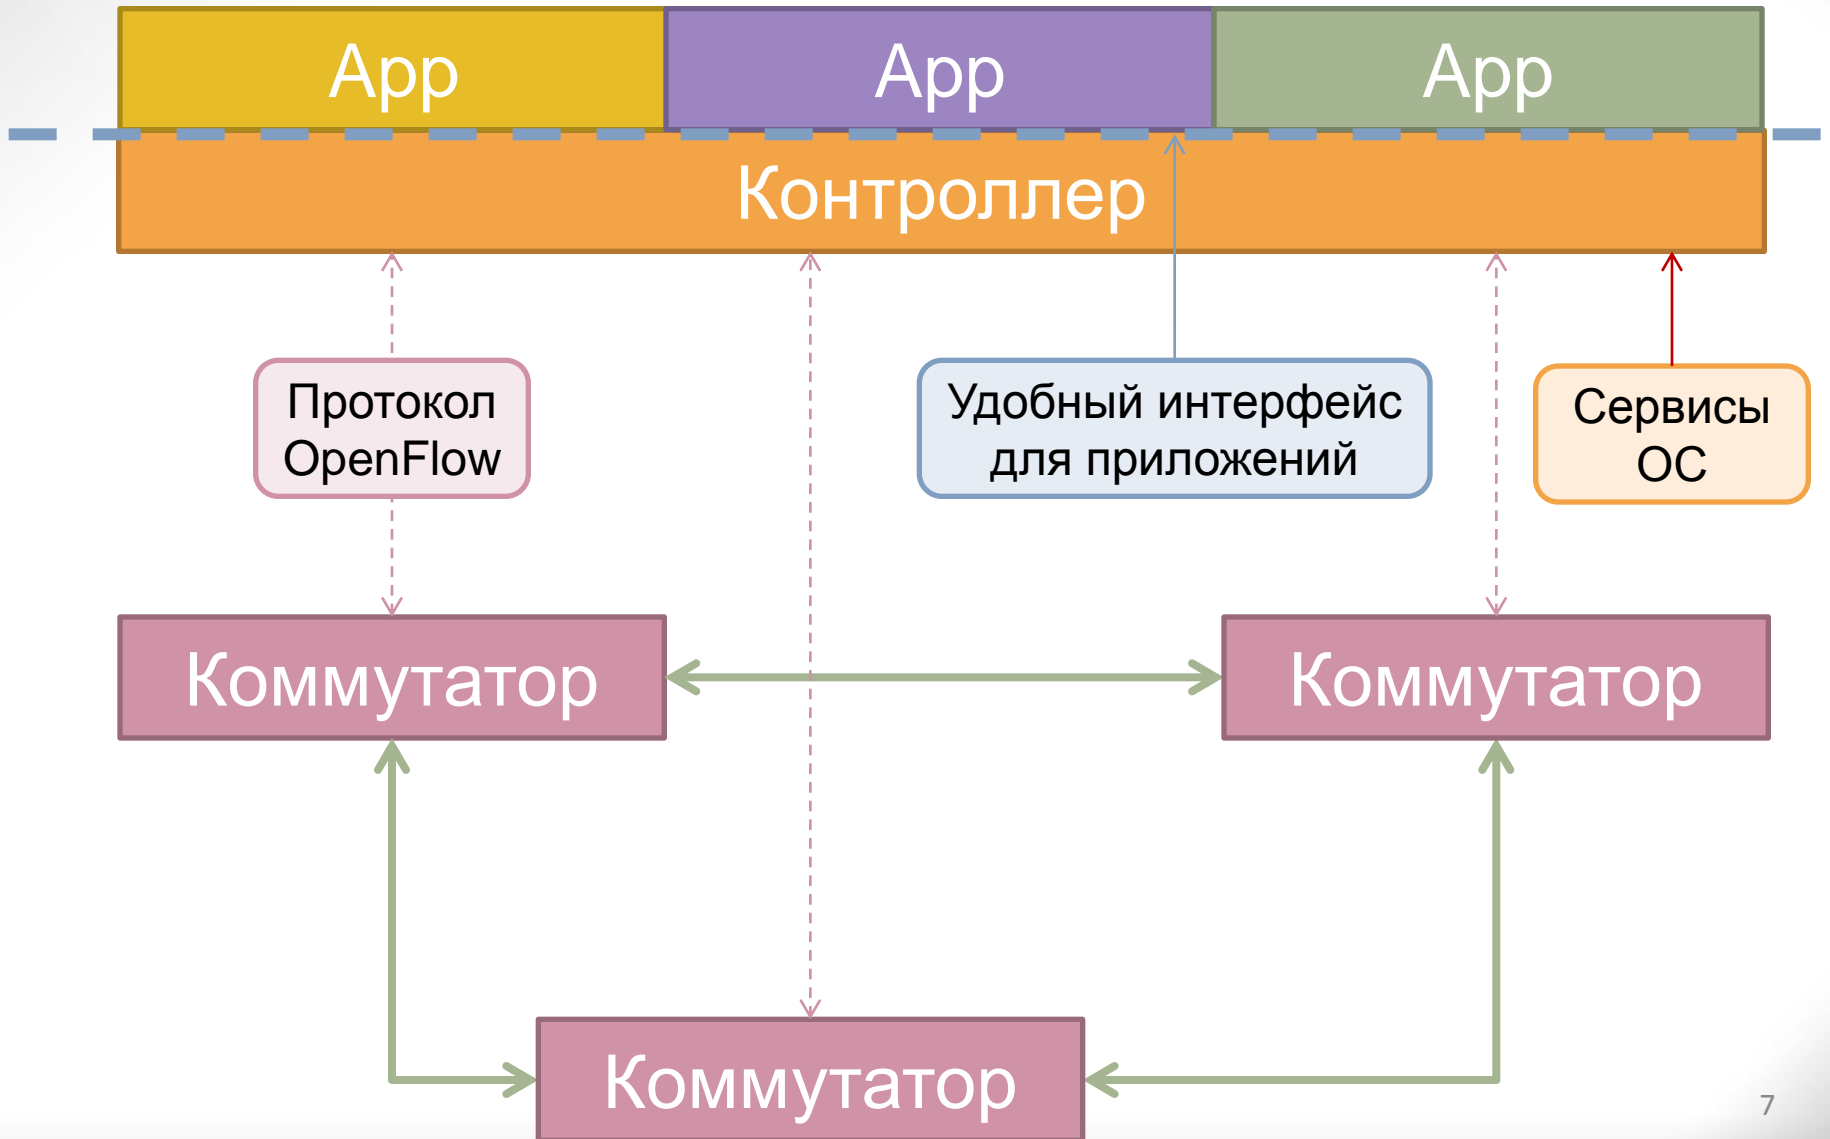 App
App
App
Контроллер
Протокол
OpenFlow
Удобный интерфейс
для приложений
Сервисы
ОС
Коммутатор
Коммутатор
Коммутатор
7